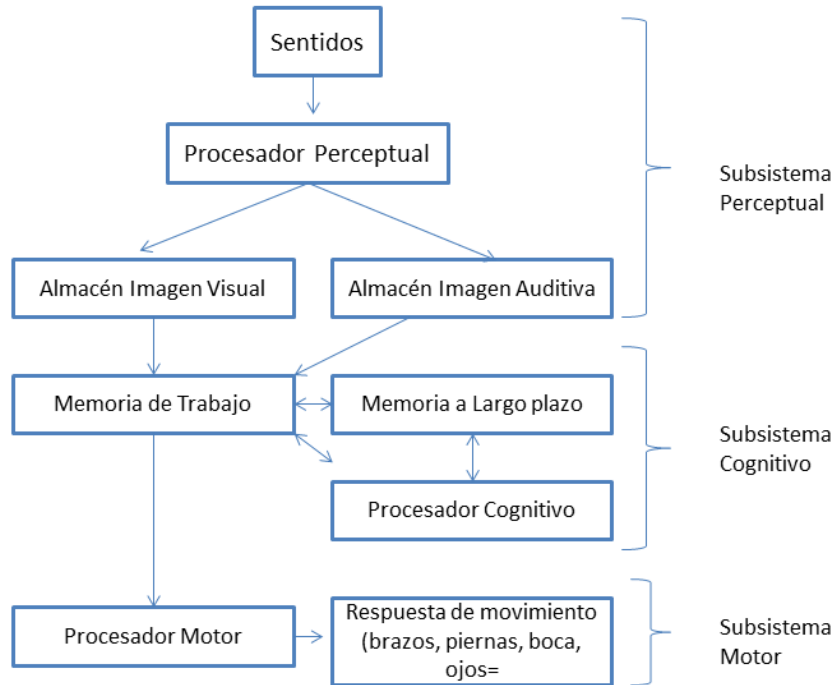 Sentidos
Procesador Perceptual
Subsistema
Perceptual
Almacén Imagen Visual
Almacén Imagen Auditiva
Memoria de Trabajo
Memoria a Largo plazo
Subsistema
Cognitivo
Procesador Cognitivo
Procesador Motor
Respuesta de movimiento
(brazos, piernas, boca,
ojos=
Subsistema
Motor